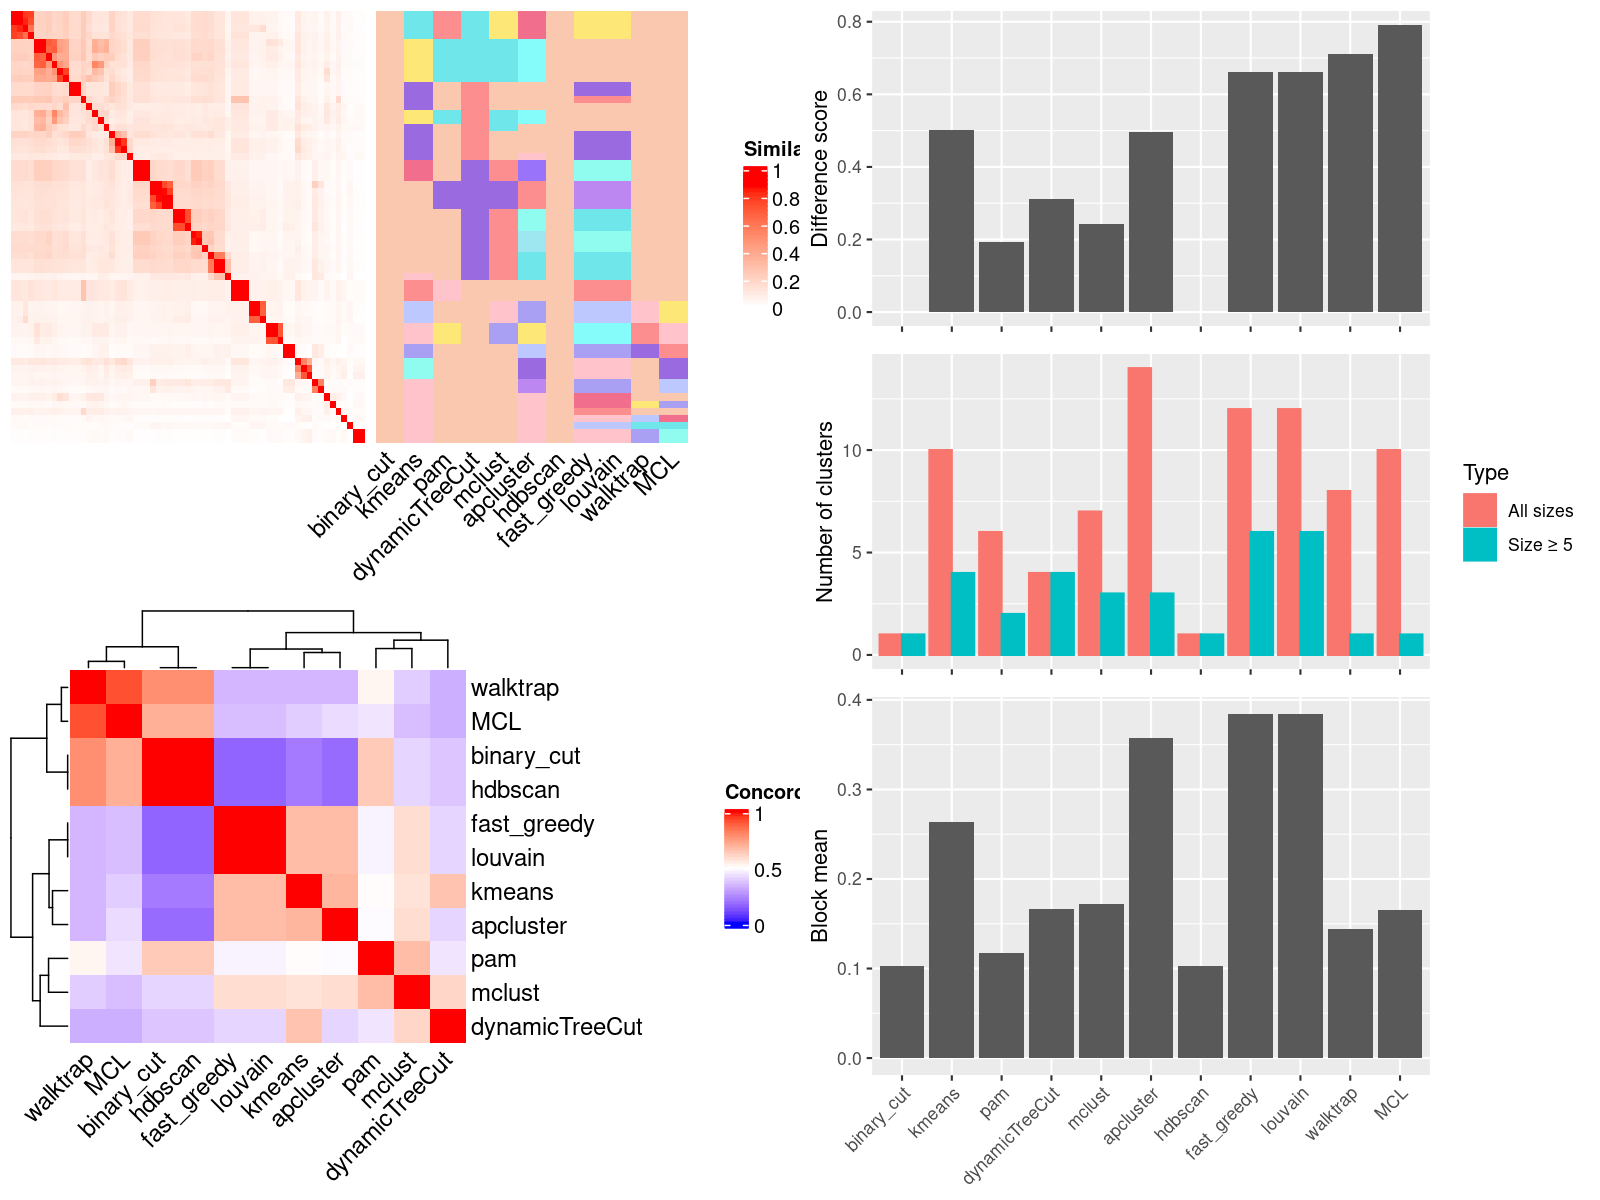 Simila
1
0.8
0.6
0.4
0.2
0
binary_cut
kmeans
pam
dynamicTreeCut
mclust
apcluster
hdbscan
fast_greedy
louvain
walktrap
MCL
walktrap
MCL
binary_cut
hdbscan
fast_greedy
louvain
kmeans
apcluster
pam
mclust
dynamicTreeCut
walktrap
MCL
binary_cut
hdbscan
fast_greedy
louvain
kmeans
apcluster
pam
mclust
dynamicTreeCut
Concord
1
0.5
0
Difference score
0.8
0.6
0.4
0.2
0.0
Number of clusters
10
5
0
Type
All sizes
Size ≥ 5
Block mean
0.4
0.3
0.2
0.1
0.0
binary_cut
kmeans
pam
dynamicTreeCut
mclust
apcluster
hdbscan
fast_greedy
louvain
walktrap
MCL